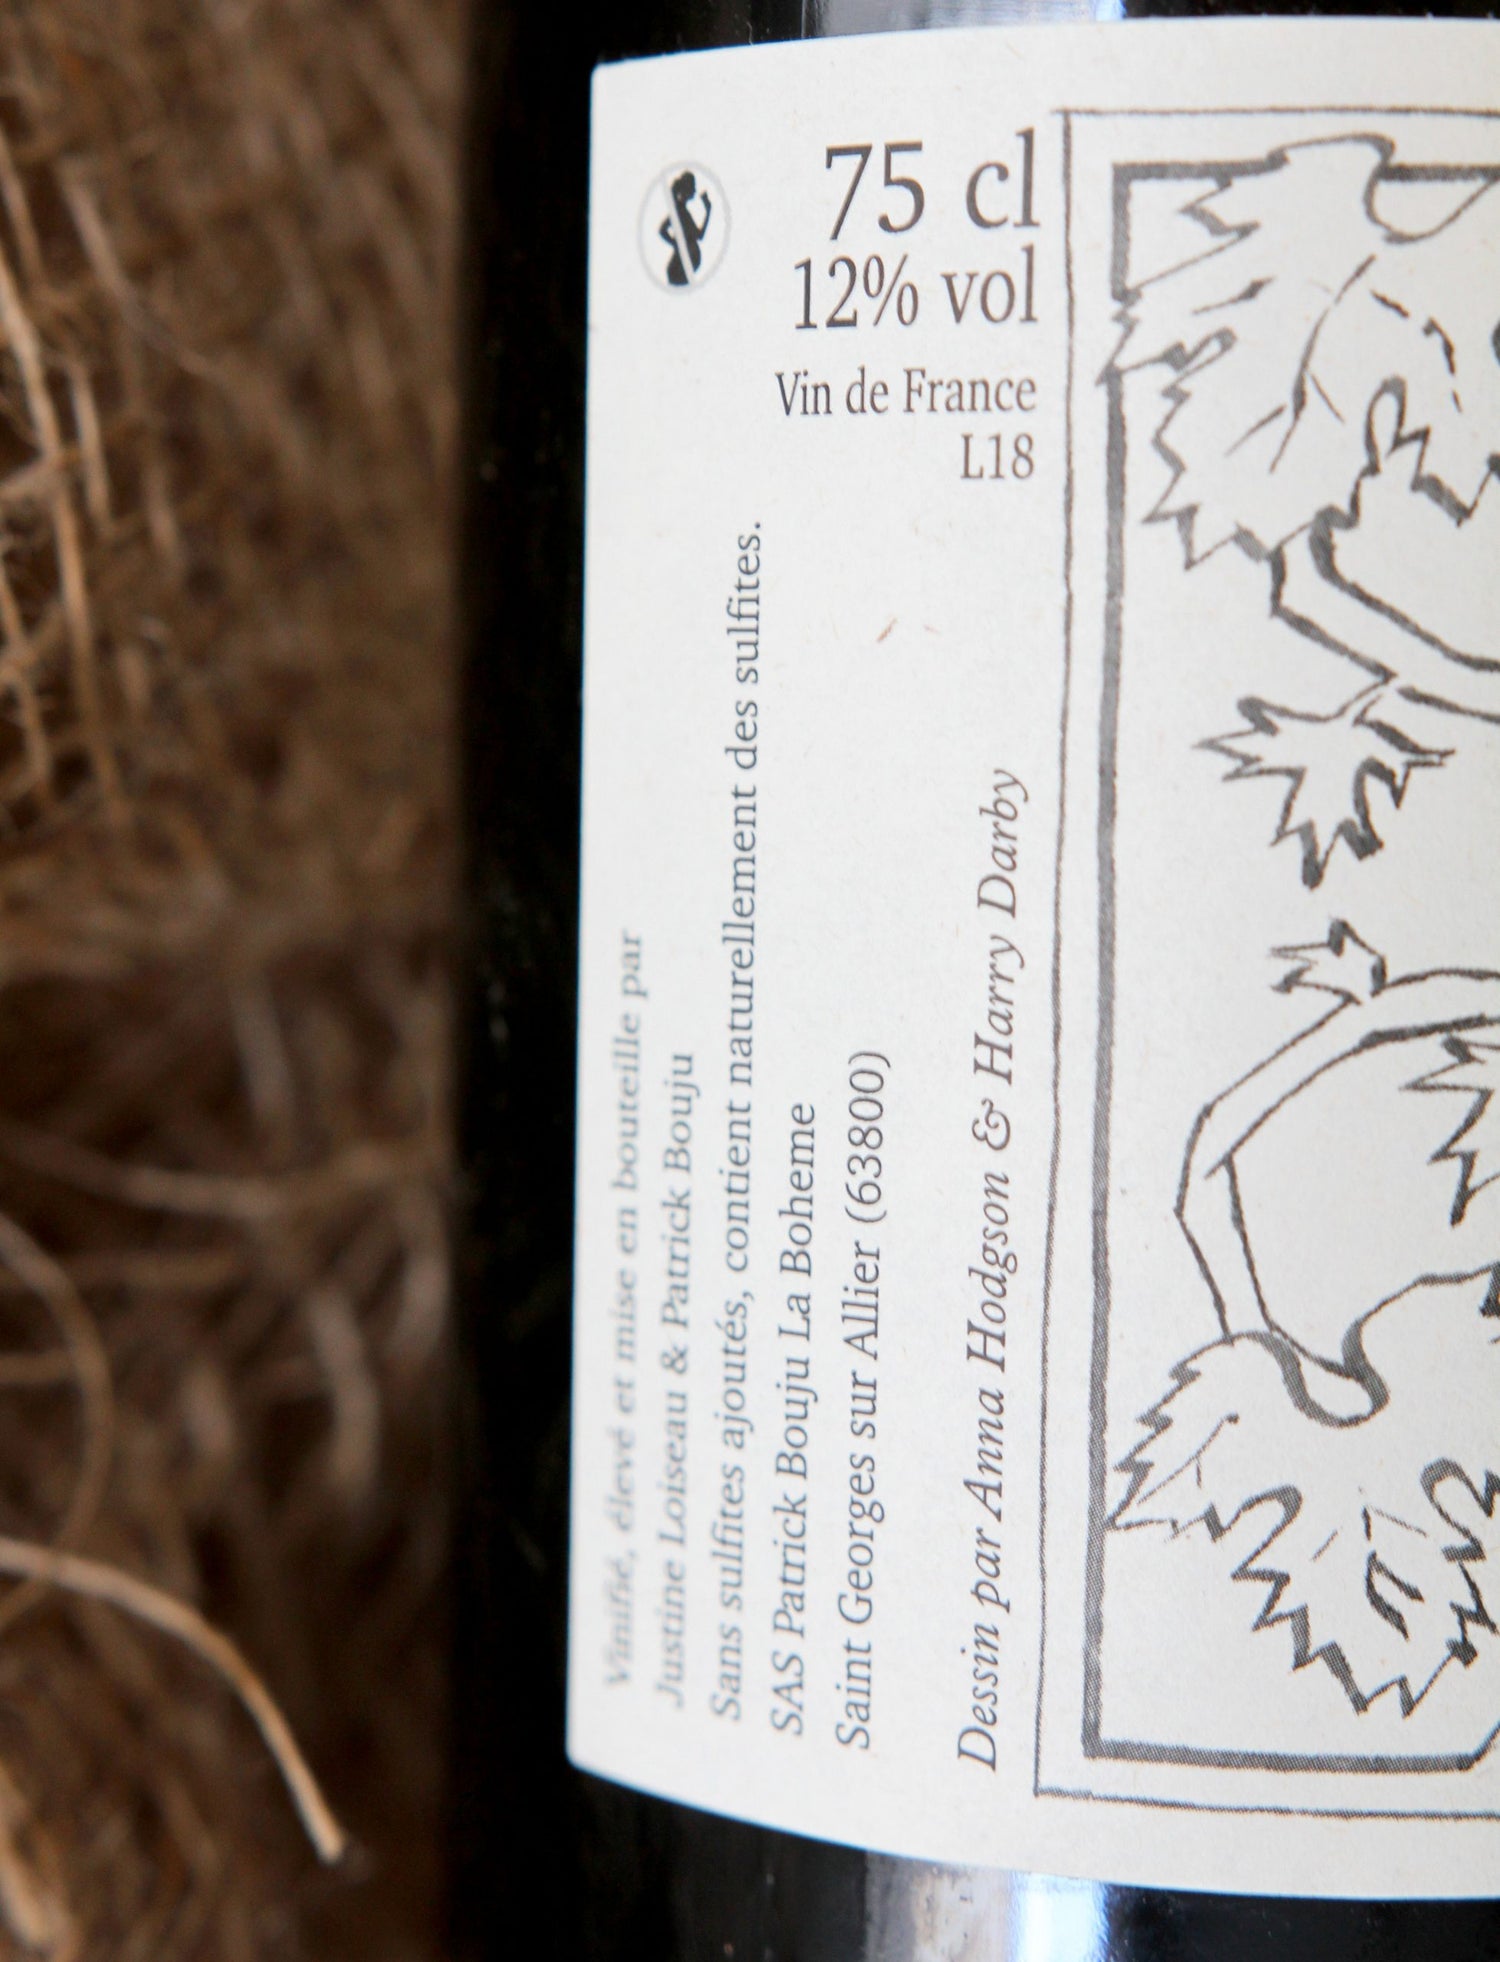 75 cl
12% vol
Vin de France
L18
Vinifié, élevé et mise en bouteille par
Justine Loiseau & Patrick Bouju
Sans sulfites ajoutés, contient naturellement des sulfites.
SAS Patrick Bouju La Boheme
Saint Georges sur Allier (63800)
Dessin par Anna Hodgson & Harry Darby